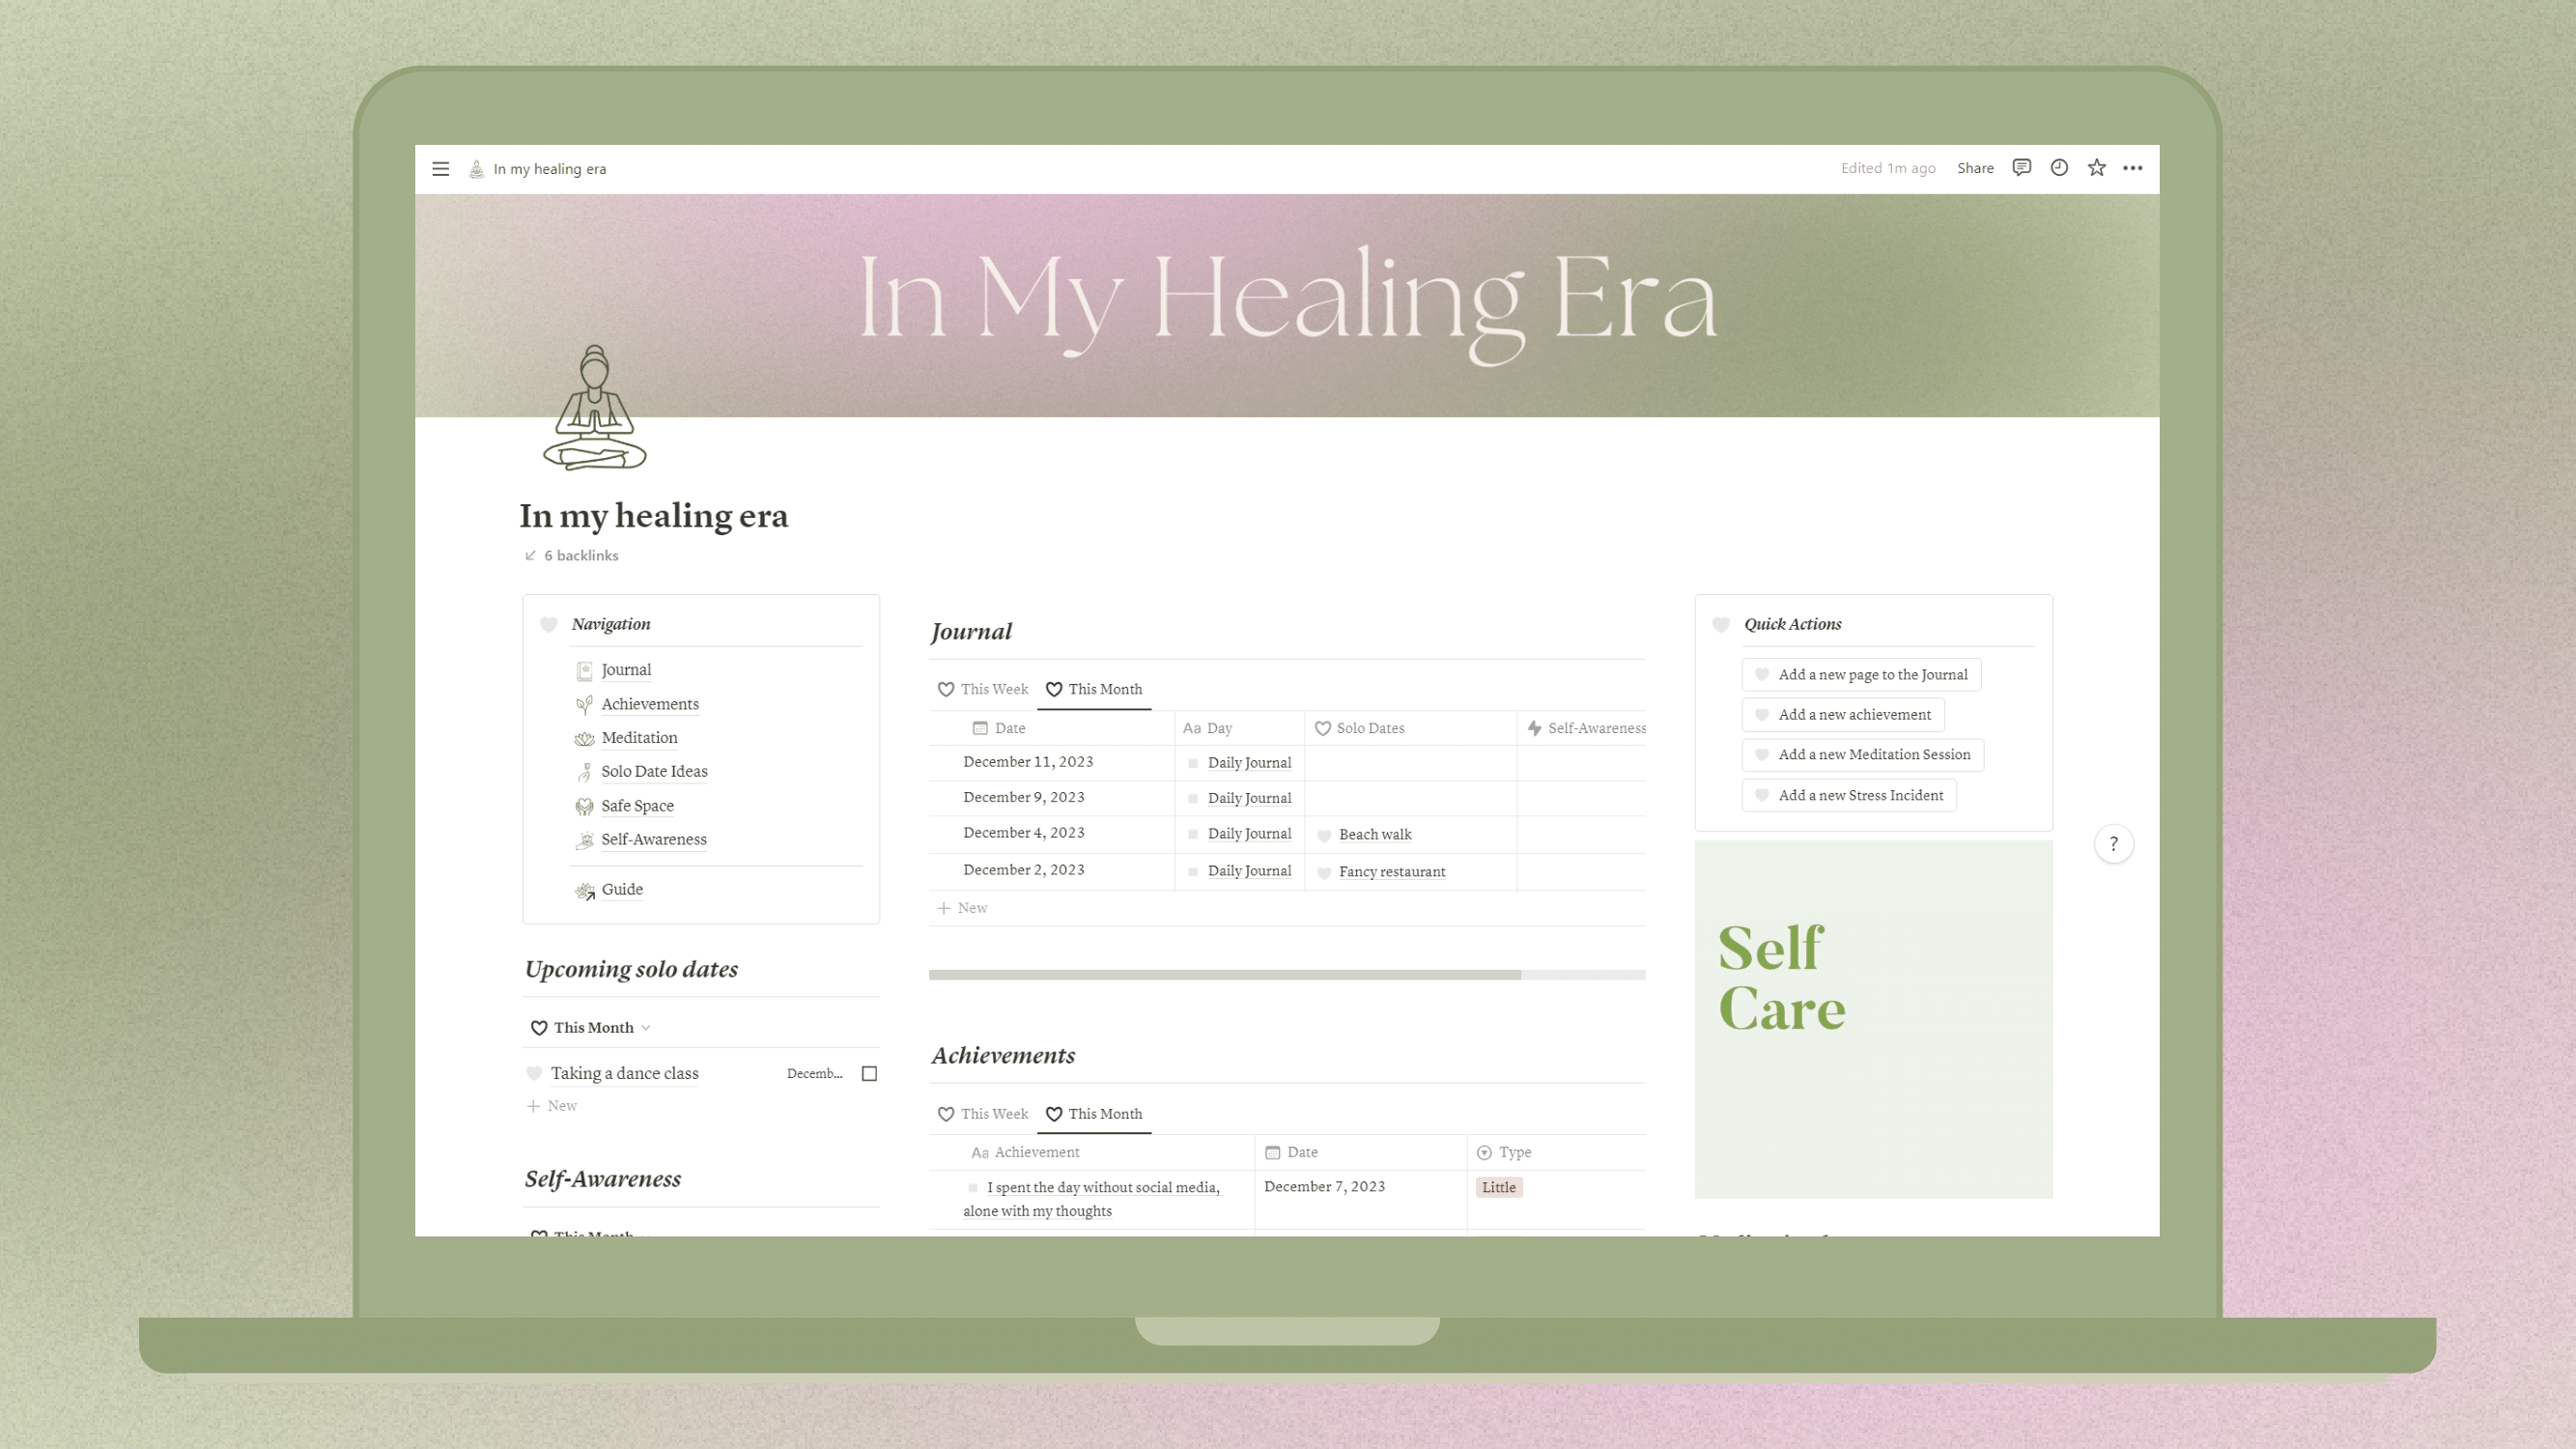 In my healing era
Edited 1m ago Share
In My Healing Era
In my healing era
6 backlinks
Navigation
Journal
Achievements
Meditation
Solo Date Ideas
Safe Space
Self-Awareness
Guide
Upcoming solo dates
This Month
Taking a dance class Decemb...
New
Self-Awareness
This Month
Journal
This Week This Month
Date Aa Day Solo Dates Self-Awareness
December 11, 2023 Daily Journal
December 9, 2023 Daily Journal
December 4, 2023 Daily Journal Beach walk
December 2, 2023 Daily Journal Fancy restaurant
New
Achievements
This Week This Month
Aa Achievement Date Type
I spent the day without social media, December 7, 2023 Little
alone with my thoughts
Quick Actions
Add a new page to the Journal
Add a new achievement
Add a new Meditation Session
Add a new Stress Incident
?
Self
Care